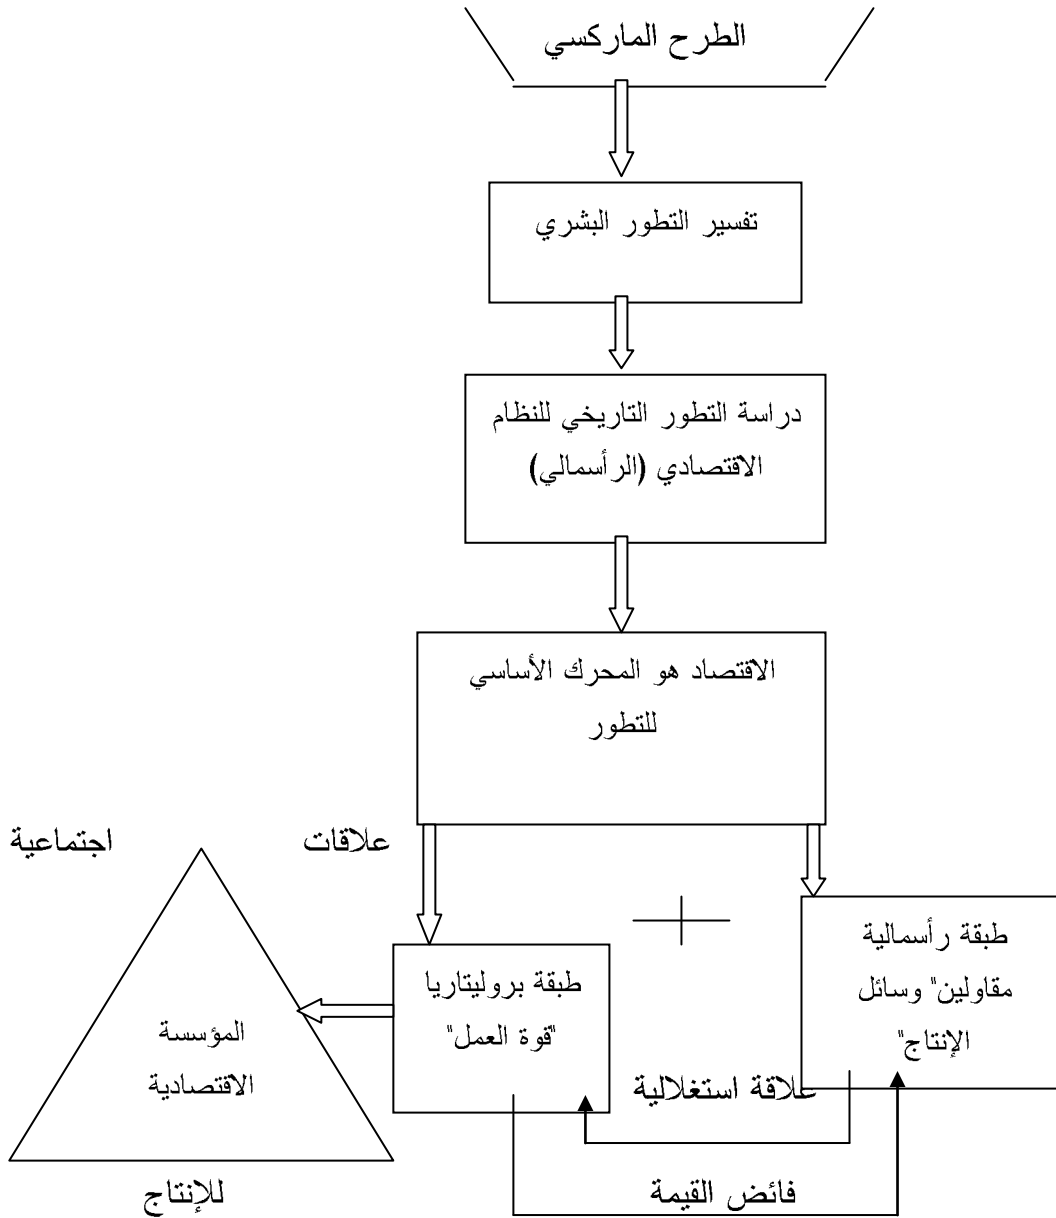 الطرح الماركسي
تفسير التطور البشري
دراسة التطور التاريخي للنظام
الاقتصادي (الرأسمالي)
الاقتصاد هو المحرك الأساسي
للتطور
علاقات
اجتماعية
طبقة رأسمالية
مقاولين" وسائل
الإنتاج"
طبقة بروليتاريا
"قوة العمل"
المؤسسة
الاقتصادية
علاقة استغلالية
فائض القيمة
للإنتاج